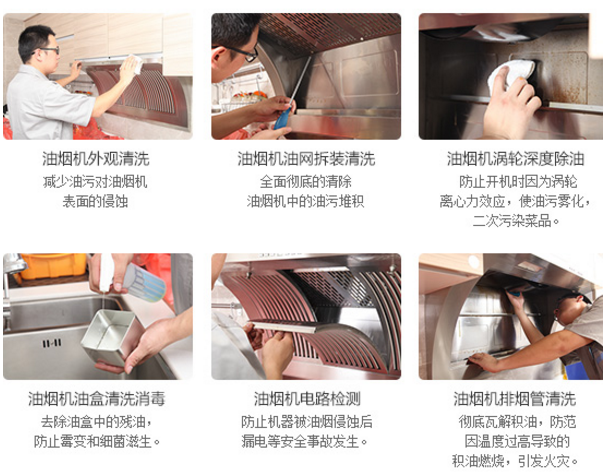 油烟机外观清洗
减少油污对油烟机
表面的侵蚀
油烟机油网拆装清洗
全面彻底的清除
油烟机中的油污堆积
油烟机涡轮深度除油
防止开机时因为涡轮
离心力效应，使油污雾化，
二次污染菜品。
油烟机油盒清洗消毒
去除油盒中的残油，
防止霉变和细菌滋生。
油烟机电路检测
防止机器被油烟侵蚀后
漏电等安全事故发生。
油烟机排烟管清洗
彻底瓦解积油，防范
因温度过高导致的
积油燃烧，引发火灾。